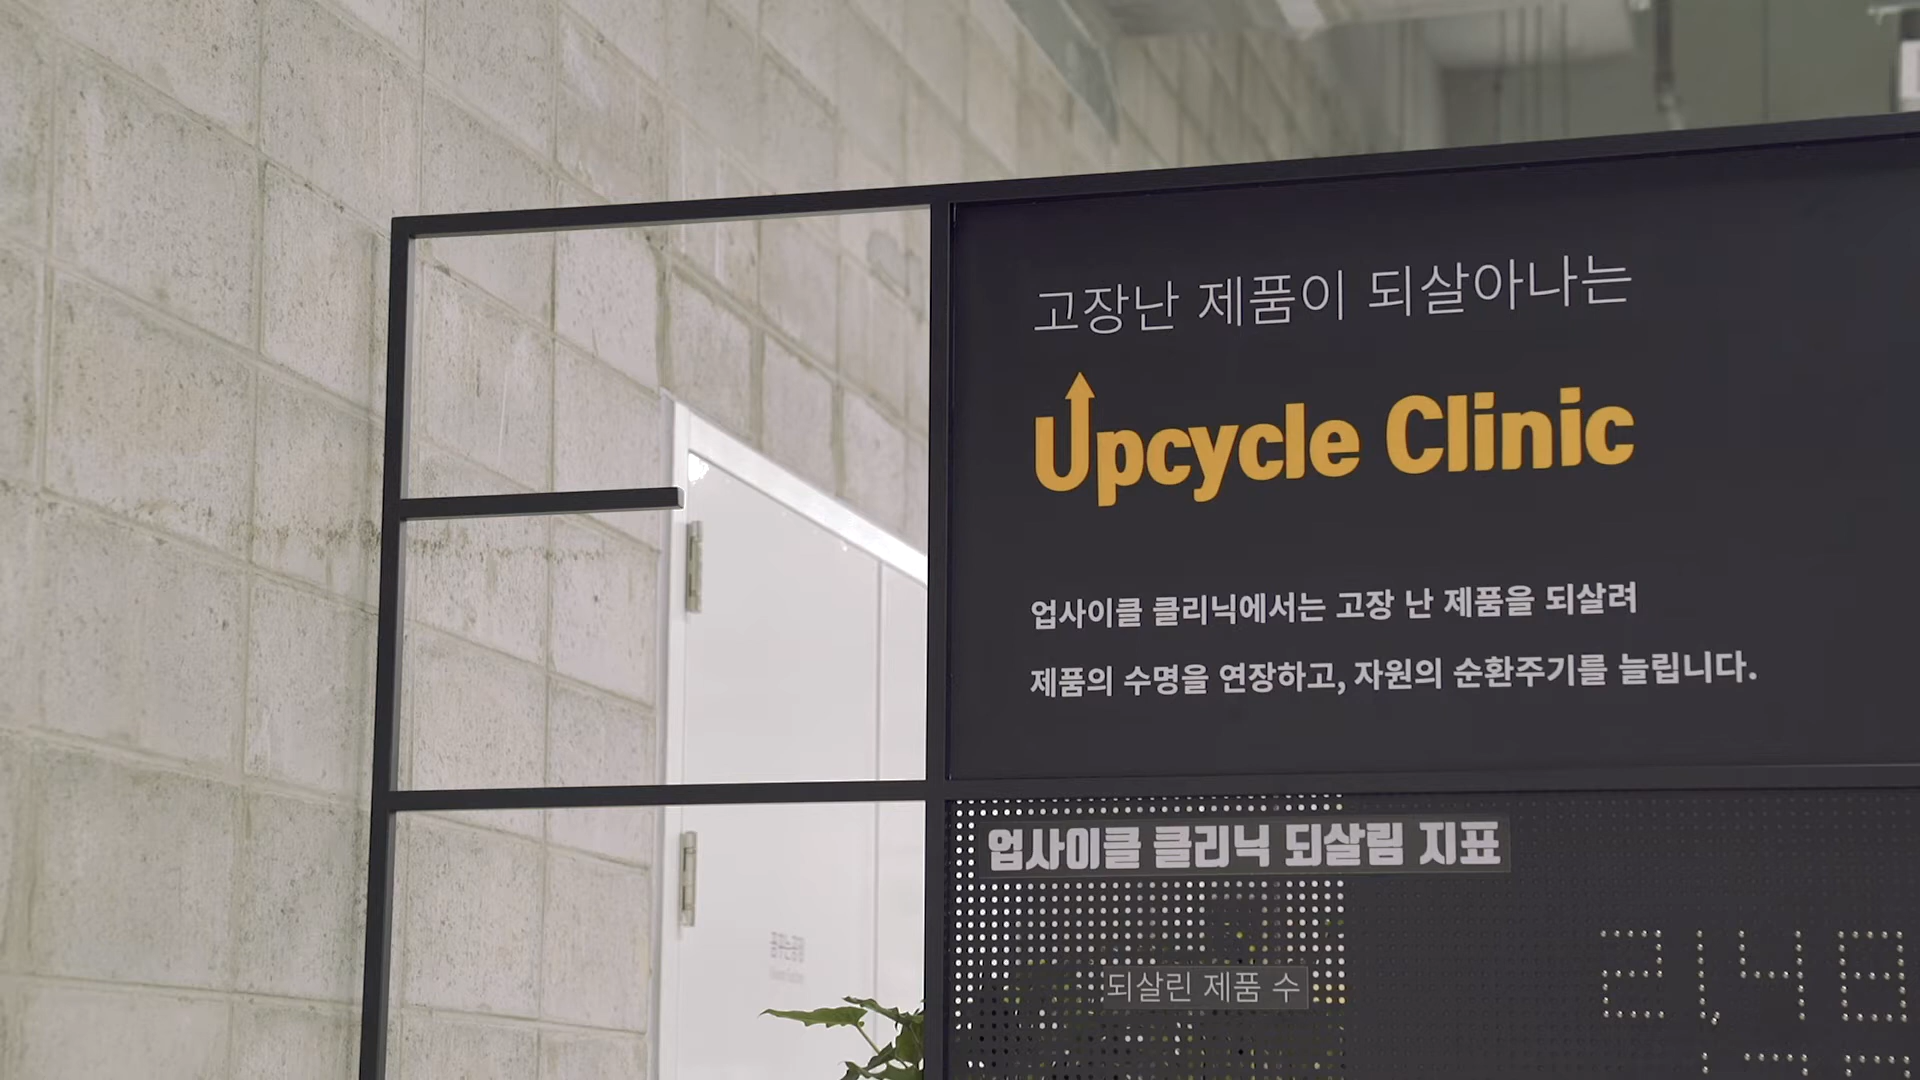 고장난 제품이 되살아나는
Upcycle Clinic
업사이클 클리닉에서는 고장 난 제품을 되살려
제품의 수명을 연장하고, 자원의 순환주기를 늘립니다.
업사이클 클리닉 되살림 지표
되살린 제품 수
2,48